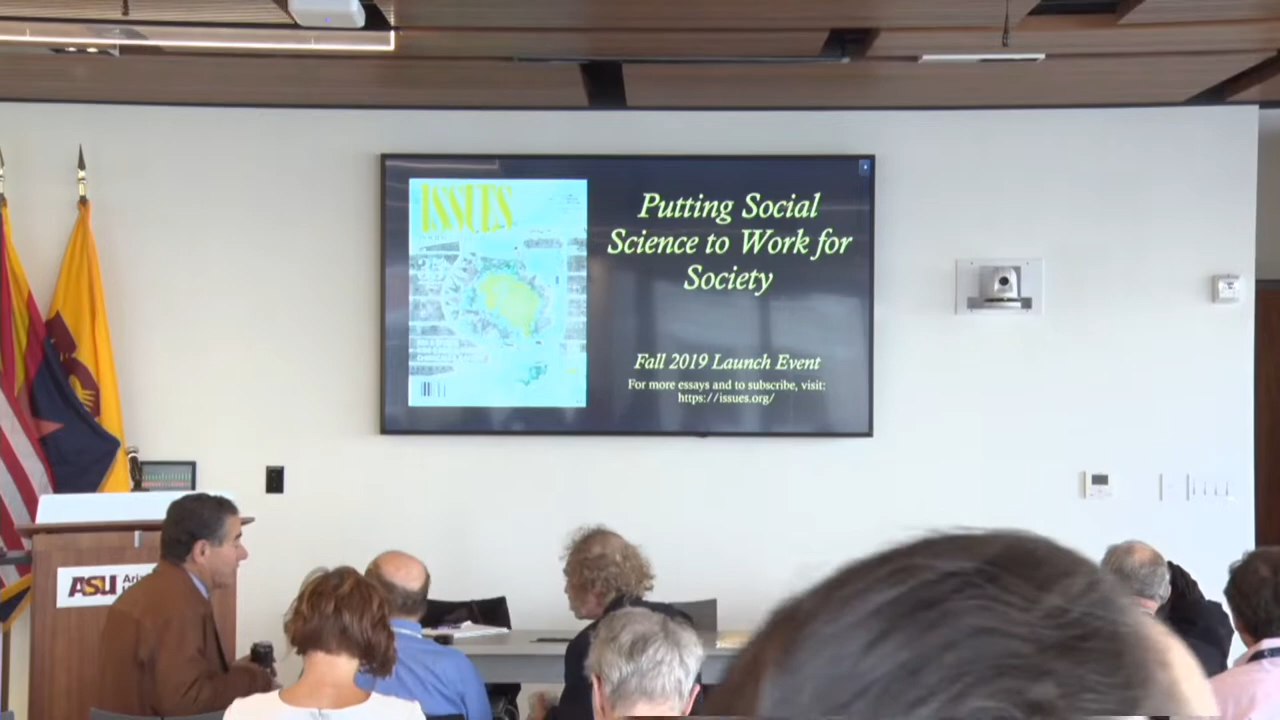 ISSUES
Putting Social
Science to Work for
Society
Fall 2019 Launch Event
For more essays and to subscribe, visit:
https://issues.org/
ASU